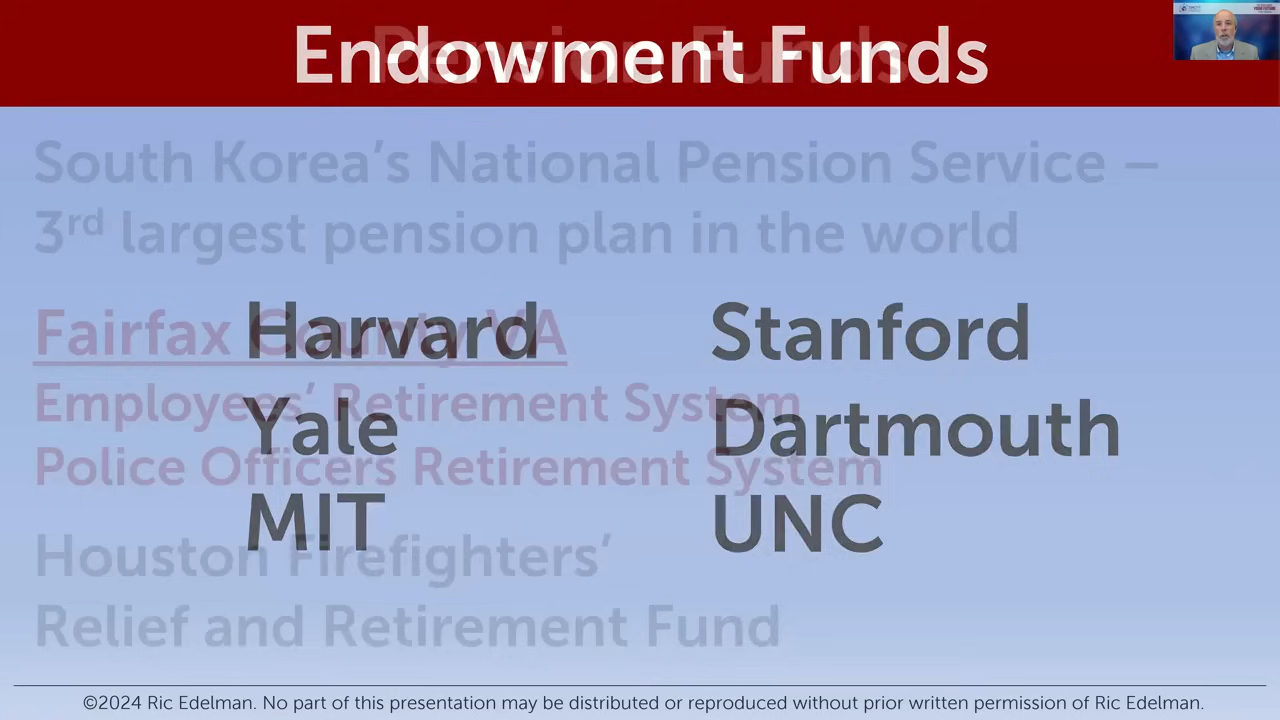 Endowment Funds
Pension Funds
South Korea's National Pension Service –
3rd largest pension plan in the world
Fairfax County VA
Employees' Retirement System
Police Officers Retirement System
Houston Firefighters'
Relief and Retirement Fund
Harvard
Yale
MIT
Stanford
Dartmouth
UNC
©2024 Ric Edelman. No part of this presentation may be distributed or reproduced without prior written permission of Ric Edelman.